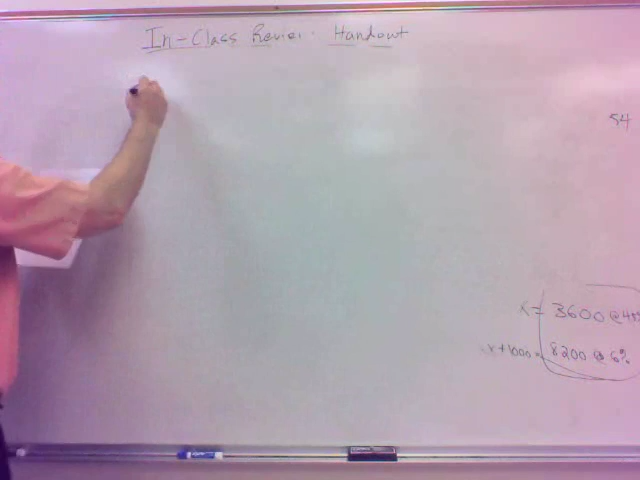 In-Class Review Handout
54
x = 3600 @ 4%
x + 1000 = 8200 @ 6%